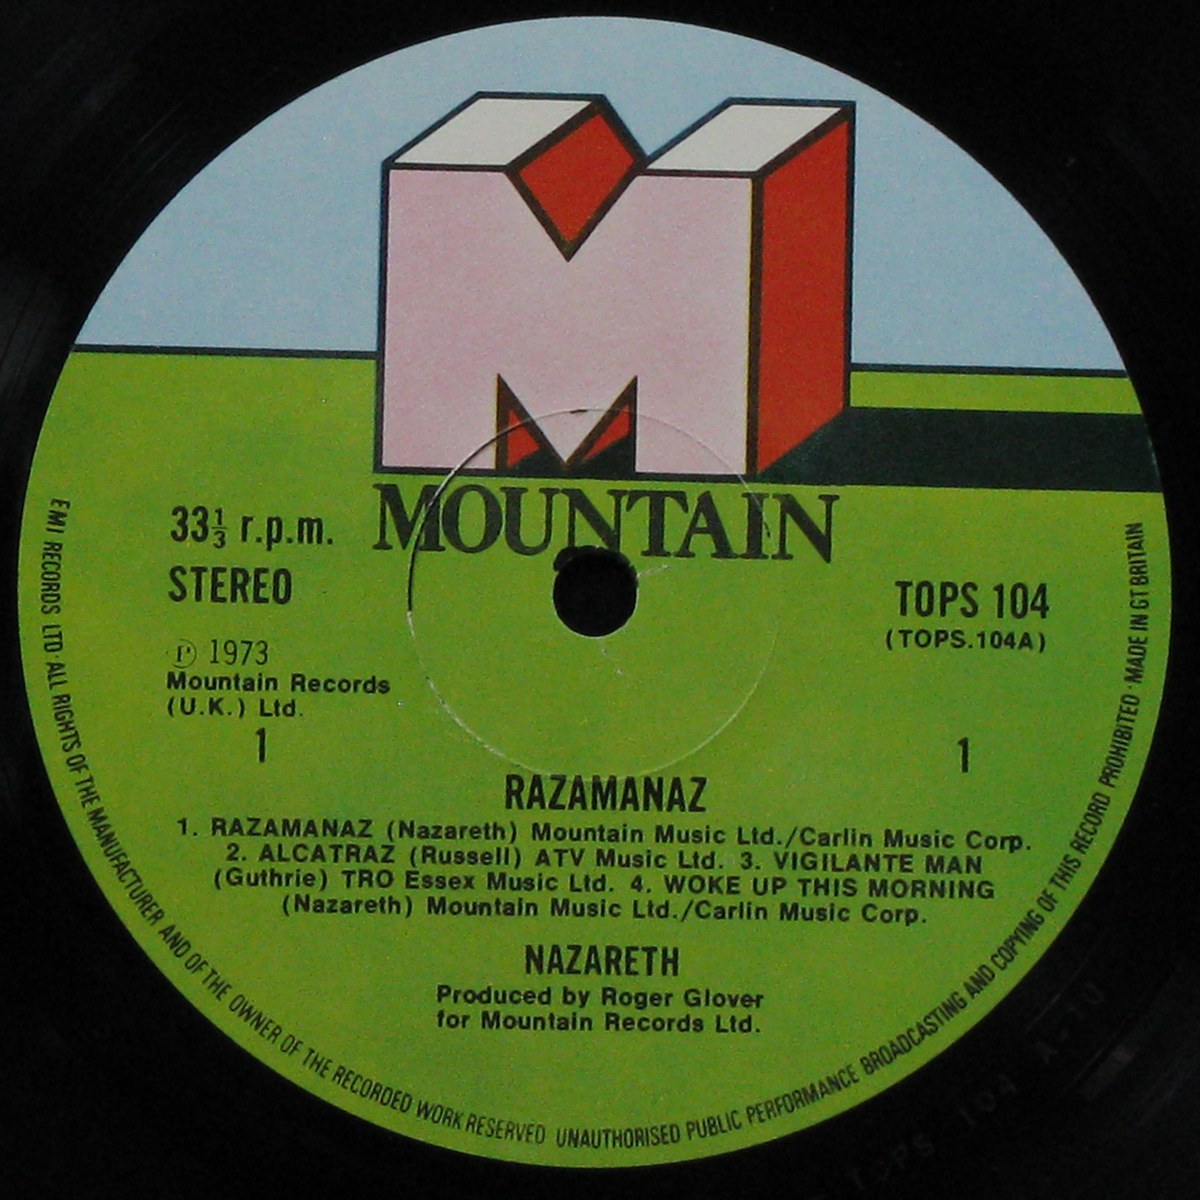 MOUNTAIN
33⅓ r.p.m.
STEREO
℗ 1973
Mountain Records
(U.K.) Ltd.
1
TOPS 104
(TOPS.104A)
1
RAZAMANAZ
1. RAZAMANAZ (Nazareth) Mountain Music Ltd./Carlin Music Corp.
2. ALCATRAZ (Russell) ATV Music Ltd. 3. VIGILANTE MAN
(Guthrie) TRO Essex Music Ltd. 4. WOKE UP THIS MORNING
(Nazareth) Mountain Music Ltd./Carlin Music Corp.
NAZARETH
Produced by Roger Glover
for Mountain Records Ltd.
EMI RECORDS LTD · ALL RIGHTS OF THE MANUFACTURER AND OF THE OWNER OF THE RECORDED WORK RESERVED UNAUTHORISED PUBLIC PERFORMANCE BROADCASTING AND COPYING OF THIS RECORD PROHIBITED · MADE IN GT BRITAIN
TOPS 104 A-1U